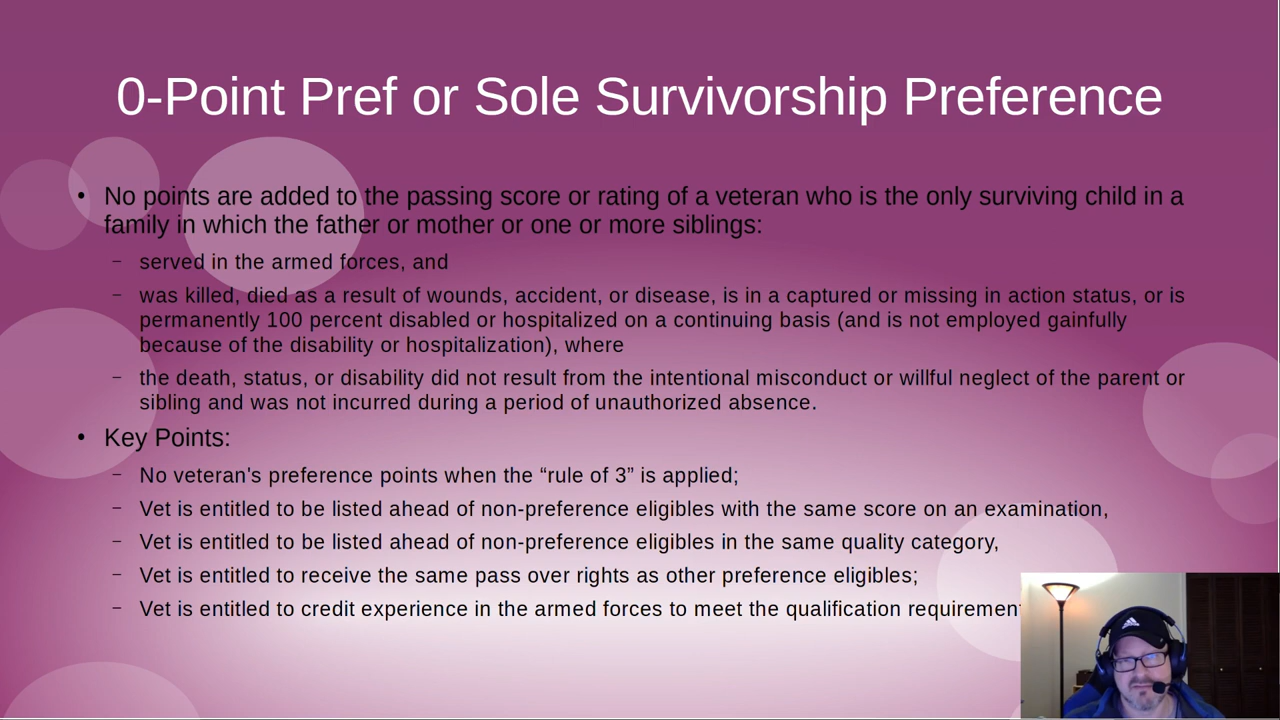 0-Point Pref or Sole Survivorship Preference
• No points are added to the passing score or rating of a veteran who is the only surviving child in a
family in which the father or mother or one or more siblings:
– served in the armed forces, and
– was killed, died as a result of wounds, accident, or disease, is in a captured or missing in action status, or is
permanently 100 percent disabled or hospitalized on a continuing basis (and is not employed gainfully
because of the disability or hospitalization), where
– the death, status, or disability did not result from the intentional misconduct or willful neglect of the parent or
sibling and was not incurred during a period of unauthorized absence.
• Key Points:
– No veteran's preference points when the “rule of 3” is applied;
– Vet is entitled to be listed ahead of non-preference eligibles with the same score on an examination,
– Vet is entitled to be listed ahead of non-preference eligibles in the same quality category,
– Vet is entitled to receive the same pass over rights as other preference eligibles;
– Vet is entitled to credit experience in the armed forces to meet the qualification requirement